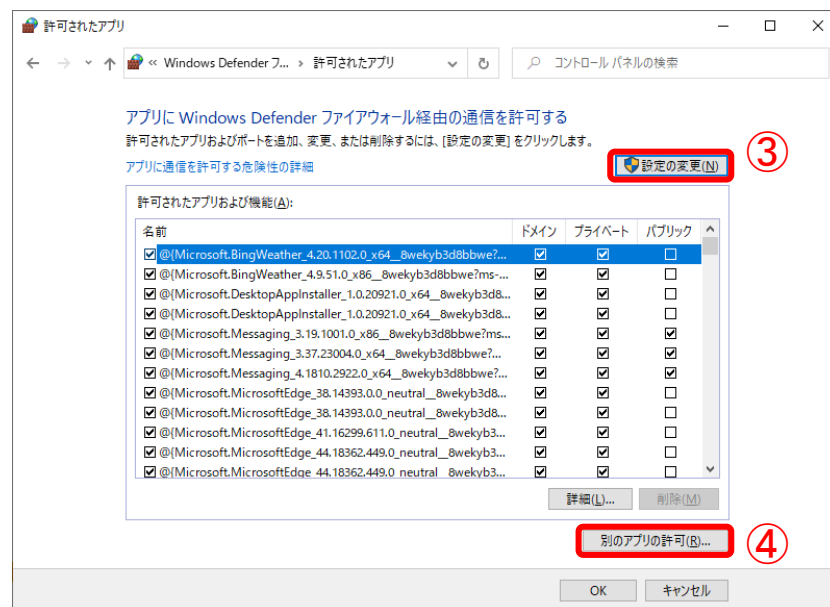 許可されたアプリ
« Windows Defender フ... › 許可されたアプリ
コントロール パネルの検索
アプリに Windows Defender ファイアウォール経由の通信を許可する
許可されたアプリおよびポートを追加、変更、または削除するには、[設定の変更] をクリックします。
③
アプリに通信を許可する危険性の詳細
設定の変更(N)
許可されたアプリおよび機能(A):
名前 ドメイン プライベート パブリック
@{Microsoft.BingWeather_4.20.1102.0_x64__8wekyb3d8bbwe?...
@{Microsoft.BingWeather_4.9.51.0_x86__8wekyb3d8bbwe?ms-...
@{Microsoft.DesktopAppInstaller_1.0.20921.0_x64__8wekyb3d8...
@{Microsoft.DesktopAppInstaller_1.0.20921.0_x64__8wekyb3d8...
@{Microsoft.Messaging_3.19.1001.0_x86__8wekyb3d8bbwe?ms...
@{Microsoft.Messaging_3.37.23004.0_x64__8wekyb3d8bbwe?...
@{Microsoft.Messaging_4.1810.2922.0_x64__8wekyb3d8bbwe?...
@{Microsoft.MicrosoftEdge_38.14393.0.0_neutral__8wekyb3d8...
@{Microsoft.MicrosoftEdge_38.14393.0.0_neutral__8wekyb3d8...
@{Microsoft.MicrosoftEdge_41.16299.611.0_neutral__8wekyb3...
@{Microsoft.MicrosoftEdge_44.18362.449.0_neutral__8wekyb3...
@{Microsoft.MicrosoftEdge_44.18362.449.0_neutral__8wekyb3...
詳細(L)... 削除(M)
別のアプリの許可(R)...
④
OK キャンセル